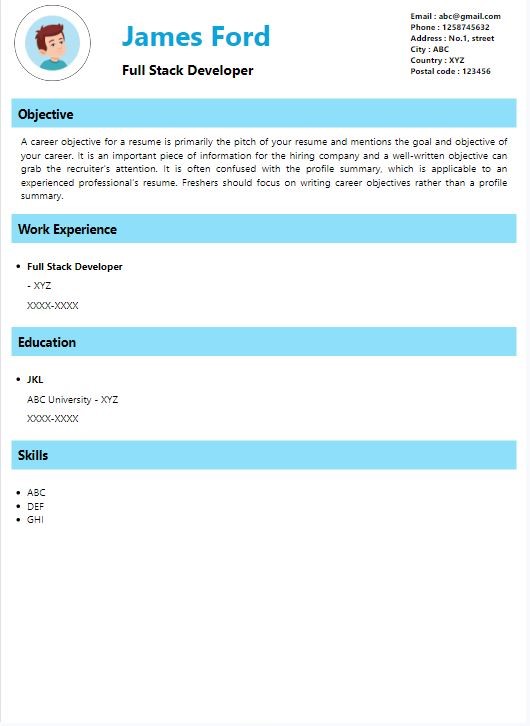 James Ford
Full Stack Developer
Email : abc@gmail.com
Phone : 1258745632
Address : No.1, street
City : ABC
Country : XYZ
Postal code : 123456
Objective
A career objective for a resume is primarily the pitch of your resume and mentions the goal and objective of
your career. It is an important piece of information for the hiring company and a well-written objective can
grab the recruiter's attention. It is often confused with the profile summary, which is applicable to an
experienced professional's resume. Freshers should focus on writing career objectives rather than a profile
summary.
Work Experience
• Full Stack Developer
- XYZ
XXXX-XXXX
Education
• JKL
ABC University - XYZ
XXXX-XXXX
Skills
• ABC
• DEF
• GHI